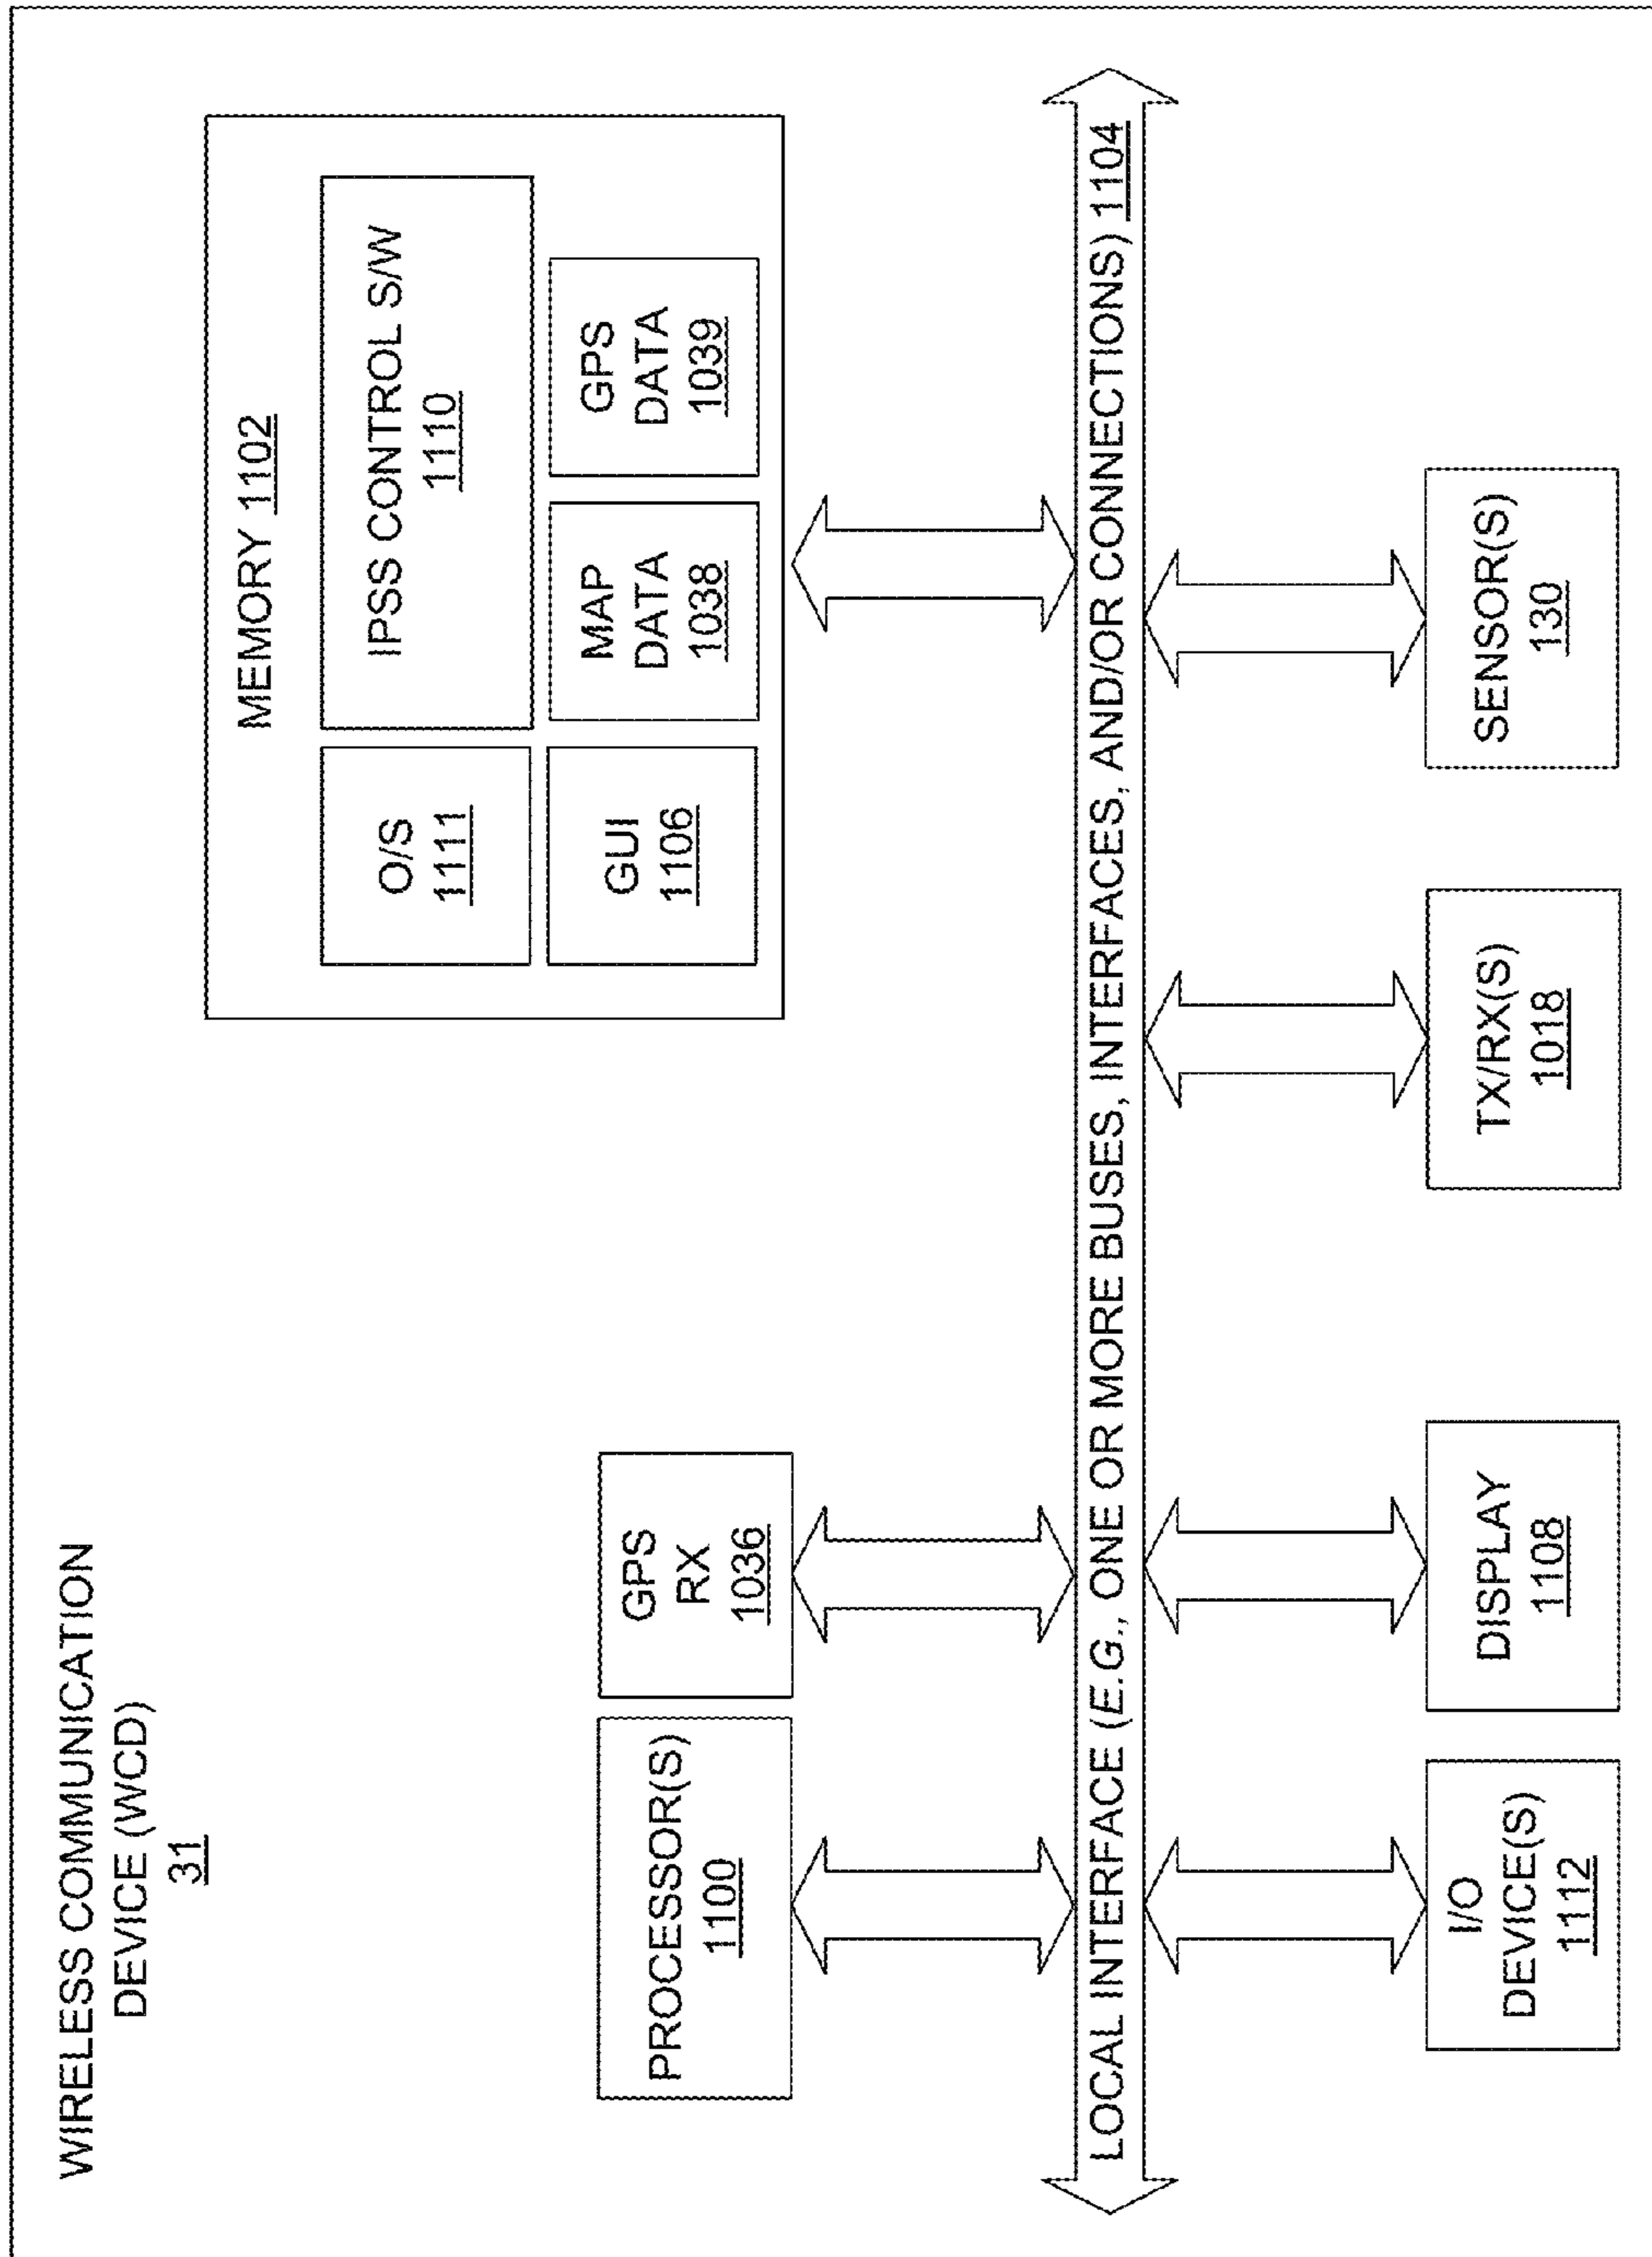 WIRELESS COMMUNICATION
DEVICE (WCD)
31
MEMORY 1102
O/S
1111
IPSS CONTROL S/W
1110
GUI
1106
MAP
DATA
1038
GPS
DATA
1039
PROCESSOR(S)
1100
GPS
RX
1036
LOCAL INTERFACE (E.G., ONE OR MORE BUSES, INTERFACES, AND/OR CONNECTIONS) 1104
I/O
DEVICE(S)
1112
DISPLAY
1108
TX/RX(S)
1018
SENSOR(S)
130